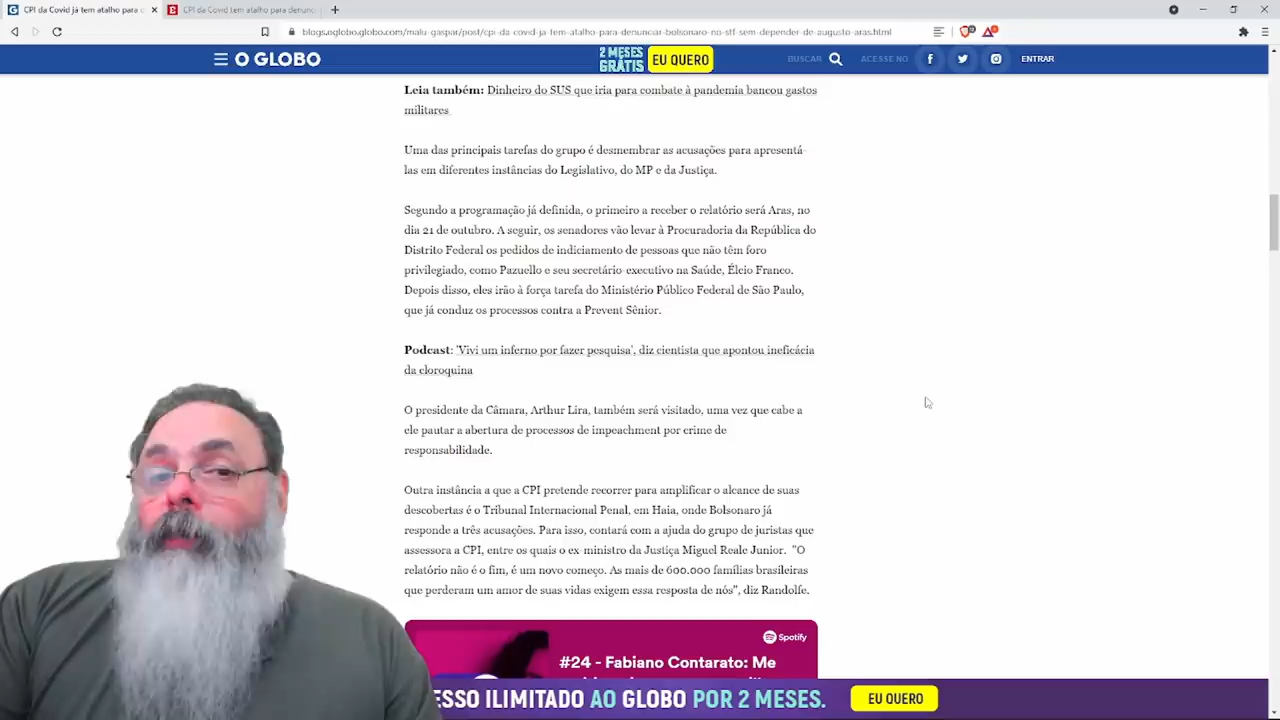 CPI da Covid já tem atalho para d
CPI da Covid tem atalho para denunc
blogs.oglobo.globo.com/malu-gaspar/post/cpi-da-covid-ja-tem-atalho-para-denunciar-bolsonaro-no-stf-sem-depender-de-augusto-aras.html
O GLOBO
2 MESES
GRÁTIS
EU QUERO
BUSCAR
ACESSE NO
ENTRAR
Leia também: Dinheiro do SUS que iria para combate à pandemia bancou gastos
militares
Uma das principais tarefas do grupo é desmembrar as acusações para apresentá-
las em diferentes instâncias do Legislativo, do MP e da Justiça.
Segundo a programação já definida, o primeiro a receber o relatório será Aras, no
dia 21 de outubro. A seguir, os senadores vão levar à Procuradoria da República do
Distrito Federal os pedidos de indiciamento de pessoas que não têm foro
privilegiado, como Pazuello e seu secretário-executivo na Saúde, Élcio Franco.
Depois disso, eles irão à força tarefa do Ministério Público Federal de São Paulo,
que já conduz os processos contra a Prevent Sênior.
Podcast: 'Vivi um inferno por fazer pesquisa', diz cientista que apontou ineficácia
da cloroquina
O presidente da Câmara, Arthur Lira, também será visitado, uma vez que cabe a
ele pautar a abertura de processos de impeachment por crime de
responsabilidade.
Outra instância a que a CPI pretende recorrer para amplificar o alcance de suas
descobertas é o Tribunal Internacional Penal, em Haia, onde Bolsonaro já
responde a três acusações. Para isso, contará com a ajuda do grupo de juristas que
assessora a CPI, entre os quais o ex-ministro da Justiça Miguel Reale Junior. "O
relatório não é o fim, é um novo começo. As mais de 600.000 famílias brasileiras
que perderam um amor de suas vidas exigem essa resposta de nós", diz Randolfe.
Spotify
#24 - Fabiano Contarato: Me
ESSO ILIMITADO AO GLOBO POR 2 MESES.
EU QUERO